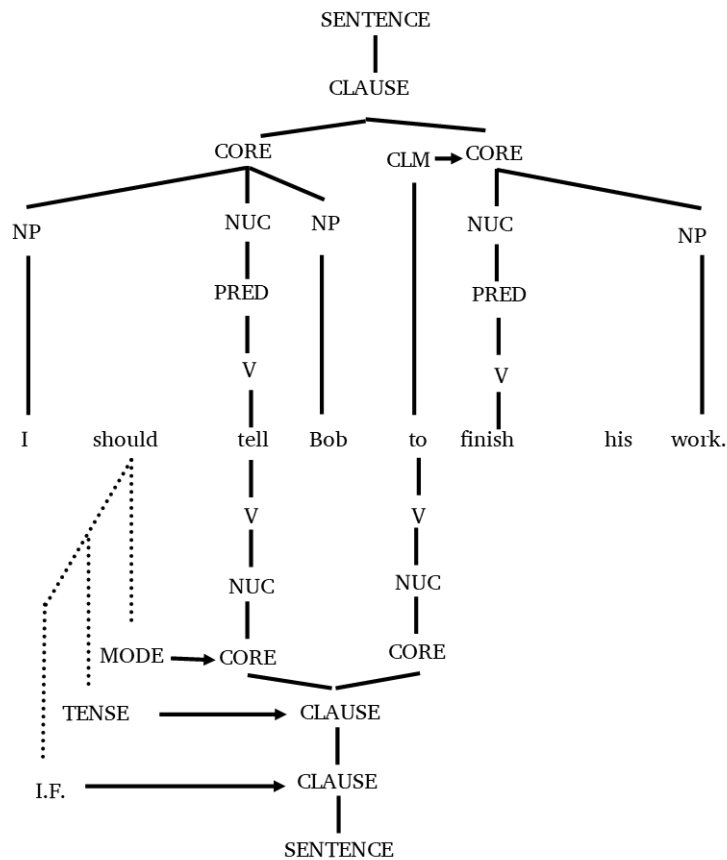 SENTENCE
CLAUSE
CORE CLM CORE
NP NUC NP NUC NP
PRED PRED
V V
I should tell Bob to finish his work.
V V
NUC NUC
MODE CORE CORE
TENSE CLAUSE
I.F. CLAUSE
SENTENCE